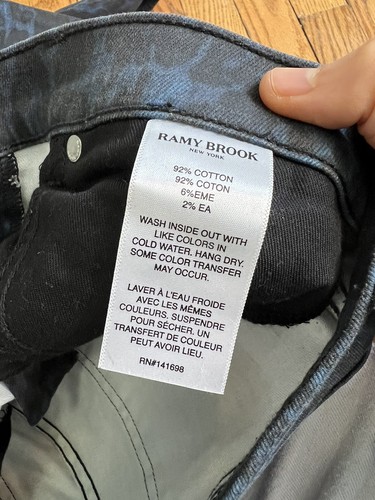 RAMY BROOK
NEW YORK
92% COTTON
92% COTON
6%EME
2% EA
WASH INSIDE OUT WITH
LIKE COLORS IN
COLD WATER. HANG DRY.
SOME COLOR TRANSFER
MAY OCCUR.
LAVER À L'EAU FROIDE
AVEC LES MÊMES
COULEURS. SUSPENDRE
POUR SÉCHER. UN
TRANSFERT DE COULEUR
PEUT AVOIR LIEU.
RN#141698